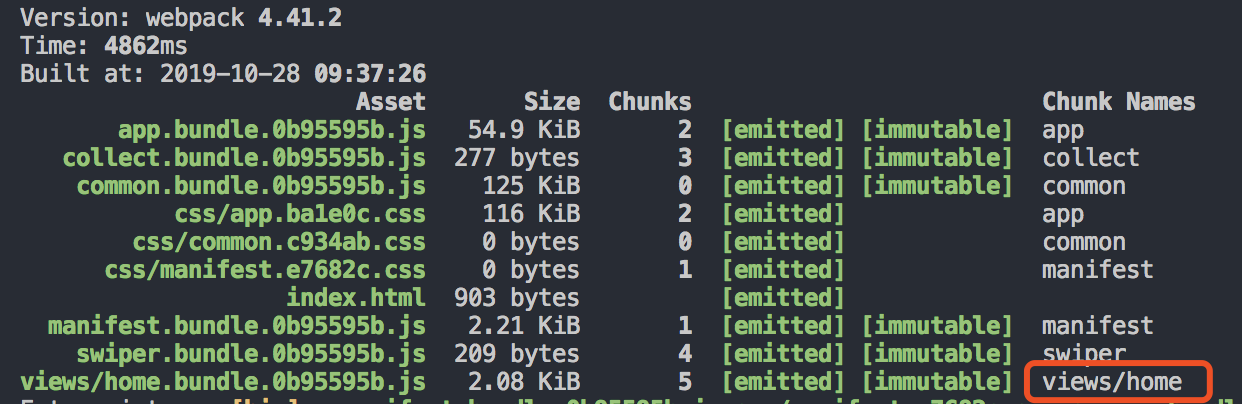 Version: webpack 4.41.2
Time: 4862ms
Built at: 2019-10-28 09:37:26
Asset Size Chunks Chunk Names
app.bundle.0b95595b.js 54.9 KiB 2 [emitted] [immutable] app
collect.bundle.0b95595b.js 277 bytes 3 [emitted] [immutable] collect
common.bundle.0b95595b.js 125 KiB 0 [emitted] [immutable] common
css/app.ba1e0c.css 116 KiB 2 [emitted] app
css/common.c934ab.css 0 bytes 0 [emitted] common
css/manifest.e7682c.css 0 bytes 1 [emitted] manifest
index.html 903 bytes [emitted]
manifest.bundle.0b95595b.js 2.21 KiB 1 [emitted] [immutable] manifest
swiper.bundle.0b95595b.js 209 bytes 4 [emitted] [immutable] swiper
views/home.bundle.0b95595b.js 2.08 KiB 5 [emitted] [immutable] views/home